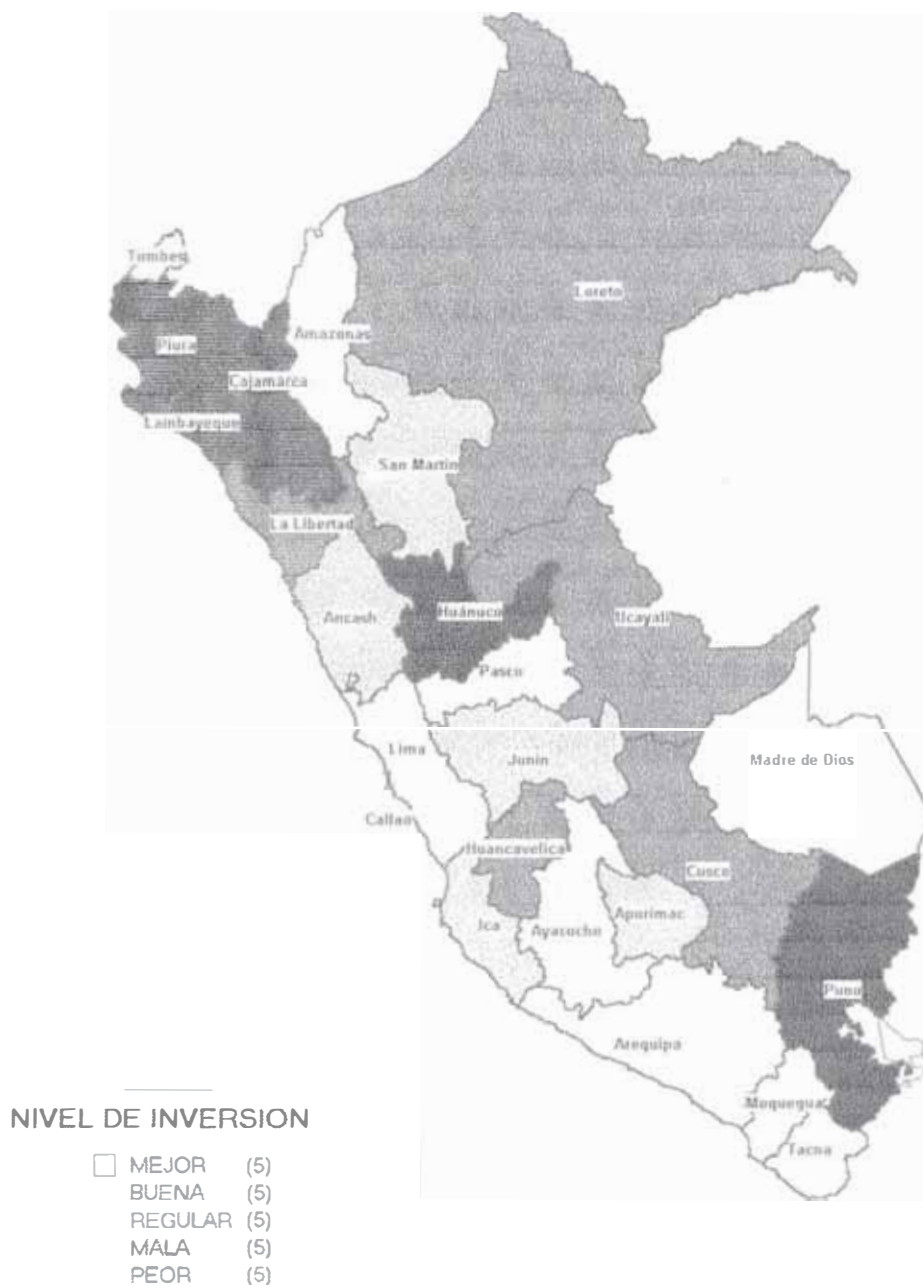 Tumbes
Loreto
Piura
Amazonas
Cajamarca
Lambayeque
San Martin
La Libertad
Ancash
Huánuco
Ucayali
Pasco
Lima
Junin
Madre de Dios
Callao
Huancavelica
Cusco
Ica
Ayacucho
Apurimac
Puno
Arequipa
Moquegua
Tacna
NIVEL DE INVERSION
MEJOR (5)
BUENA (5)
REGULAR (5)
MALA (5)
PEOR (5)